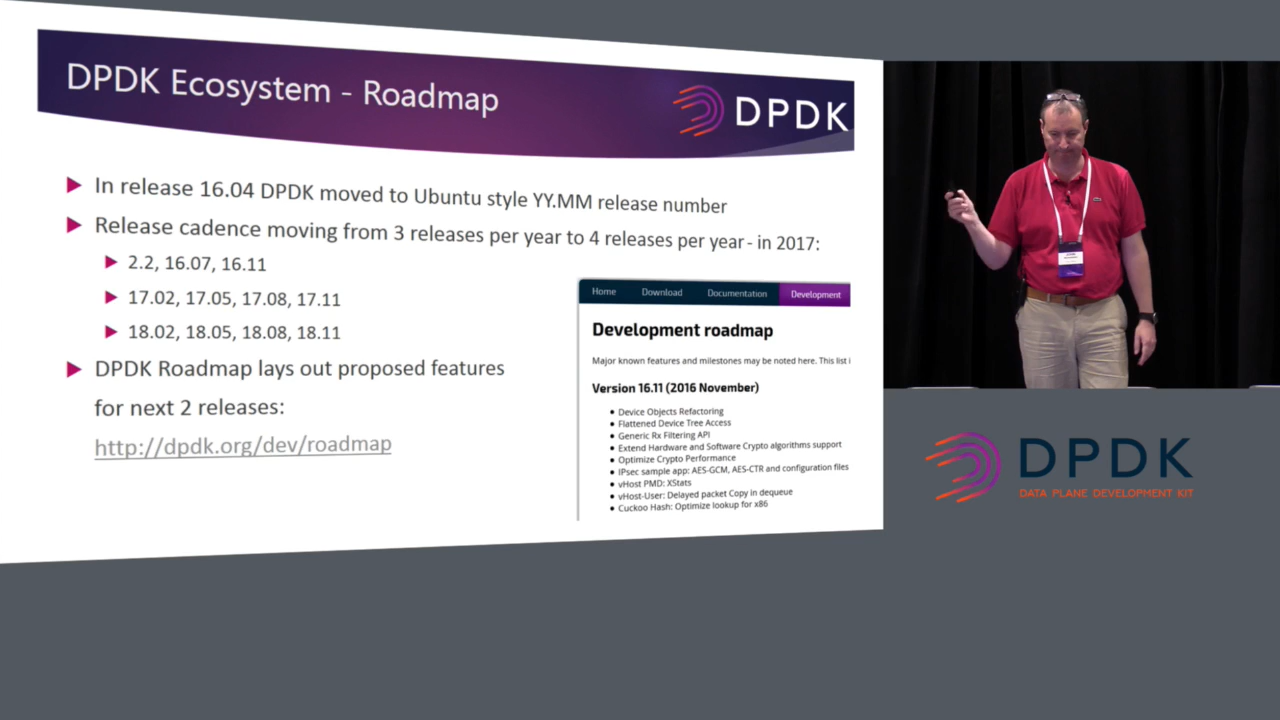 DPDK Ecosystem - Roadmap
DPDK
In release 16.04 DPDK moved to Ubuntu style YY.MM release number
Release cadence moving from 3 releases per year to 4 releases per year - in 2017:
2.2, 16.07, 16.11
17.02, 17.05, 17.08, 17.11
18.02, 18.05, 18.08, 18.11
DPDK Roadmap lays out proposed features
for next 2 releases:
http://dpdk.org/dev/roadmap
Home Download Documentation Development
Development roadmap
Major known features and milestones may be noted here. This list i
Version 16.11 (2016 November)
Device Objects Refactoring
Flattened Device Tree Access
Generic Rx Filtering API
Extend Hardware and Software Crypto algorithms support
Optimize Crypto Performance
IPsec sample app: AES-GCM, AES-CTR and configuration files
vHost PMD: XStats
vHost-User: Delayed packet Copy in dequeue
Cuckoo Hash: Optimize lookup for x86
DPDK
DATA PLANE DEVELOPMENT KIT